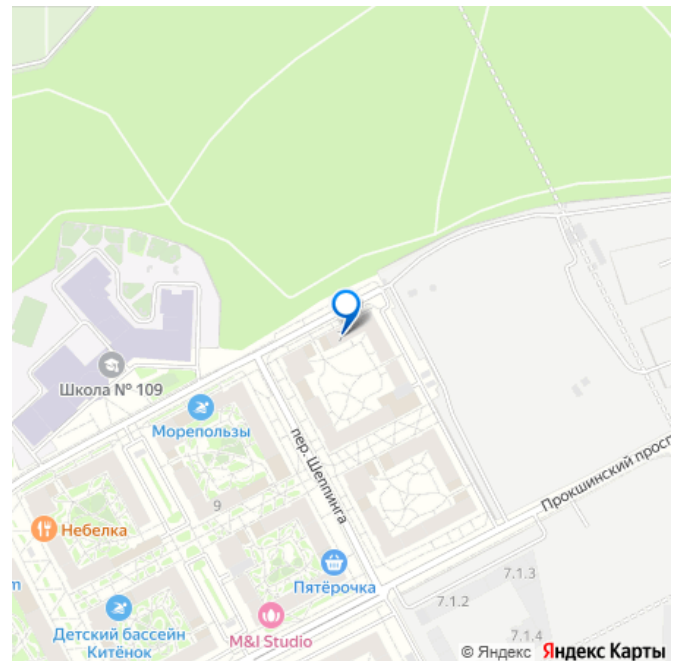 Школа № 109
Морепользы
пер. Шеппинга
Прокшинский просп
9
Небелка
Пятёрочка
7.1.3
7.1.2
m
Детский бассейн
Китёнок
M&I Studio
7.1.4
© Яндекс Яндекс Карты